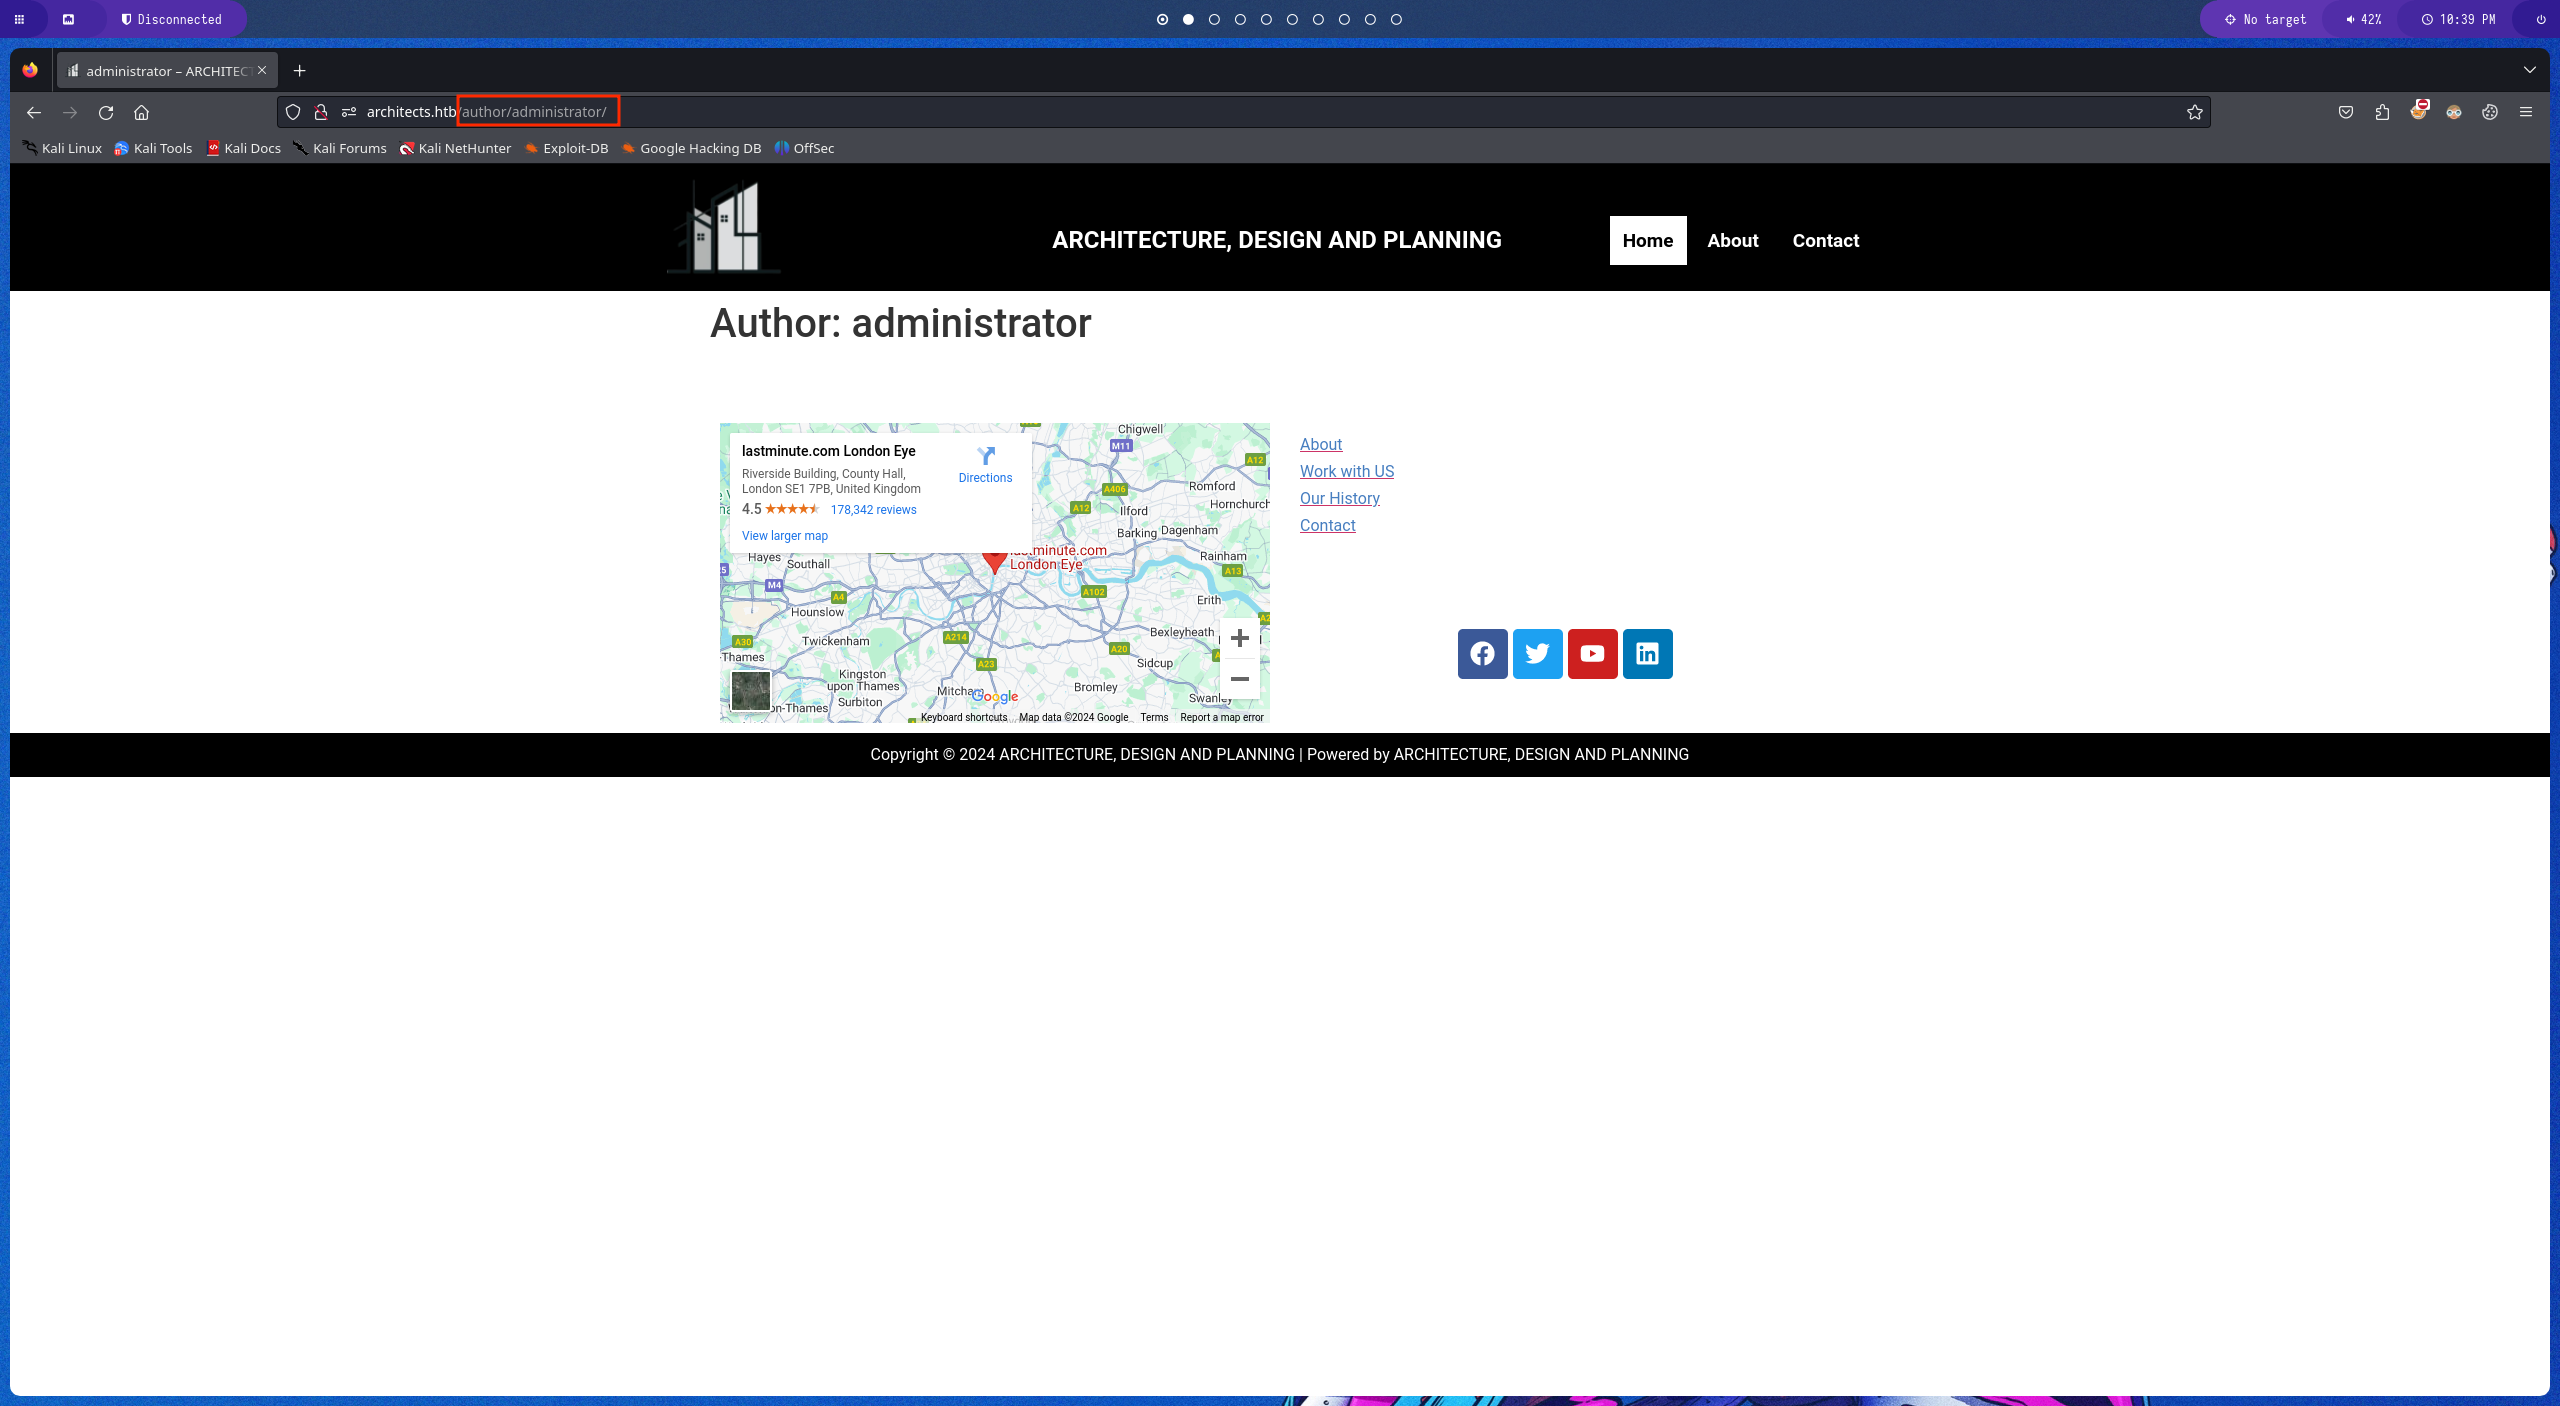 Disconnected
No target
42%
10:39 PM
administrator – ARCHITECT
architects.htb/author/administrator/
Kali Linux
Kali Tools
Kali Docs
Kali Forums
Kali NetHunter
Exploit-DB
Google Hacking DB
OffSec
ARCHITECTURE, DESIGN AND PLANNING
Home
About
Contact
Author: administrator
lastminute.com London Eye
Directions
Riverside Building, County Hall,
London SE1 7PB, United Kingdom
4.5
178,342 reviews
View larger map
Chigwell
M11
A12
A406
Romford
A12
Hornchurch
Ilford
Barking
Dagenham
lastminute.com
London Eye
Rainham
Hayes
Southall
A13
M4
A4
A102
Hounslow
Erith
A30
Twickenham
A214
Bexleyheath
A20
Thames
A23
Sidcup
Kingston
upon Thames
Bromley
Surbiton
Google
on-Thames
Keyboard shortcuts
Map data ©2024 Google
Terms
Report a map error
About
Work with US
Our History
Contact
Copyright © 2024 ARCHITECTURE, DESIGN AND PLANNING | Powered by ARCHITECTURE, DESIGN AND PLANNING